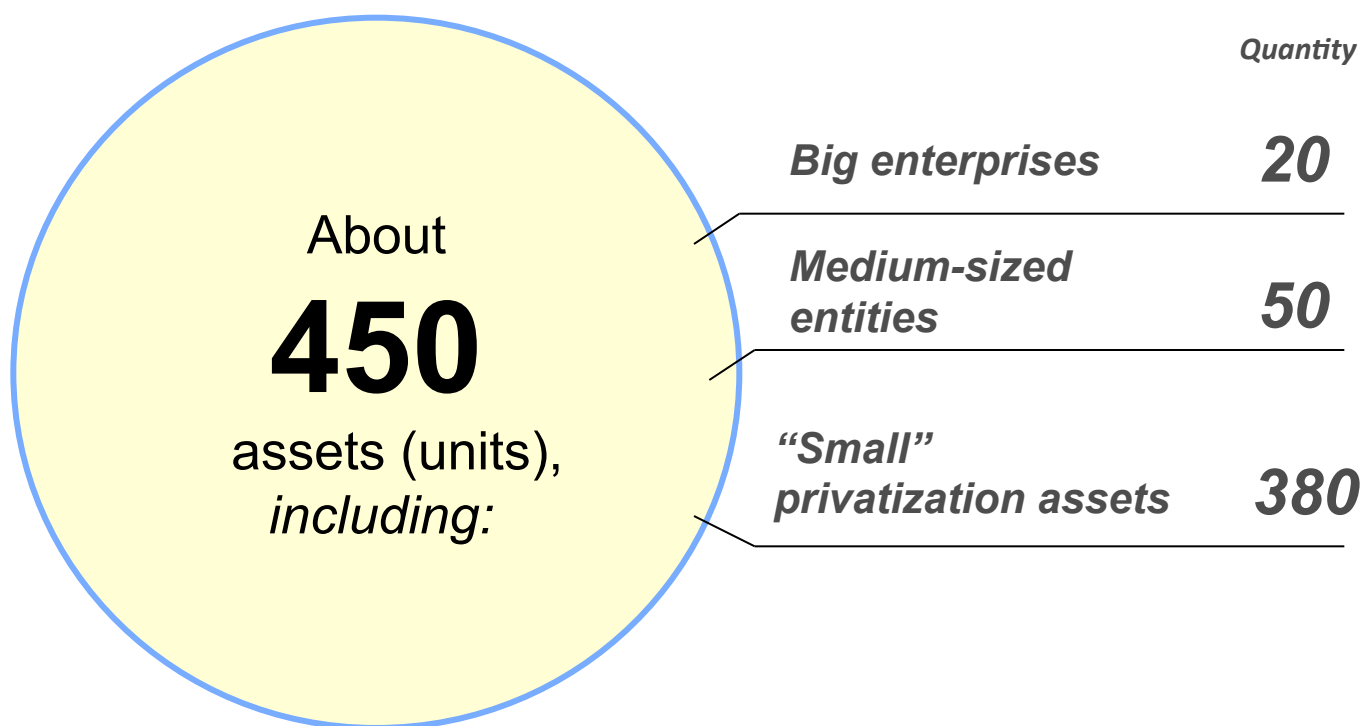 Quantity
About
450
assets (units),
including:
Big enterprises 20
Medium-sized
entities 50
“Small”
privatization assets 380